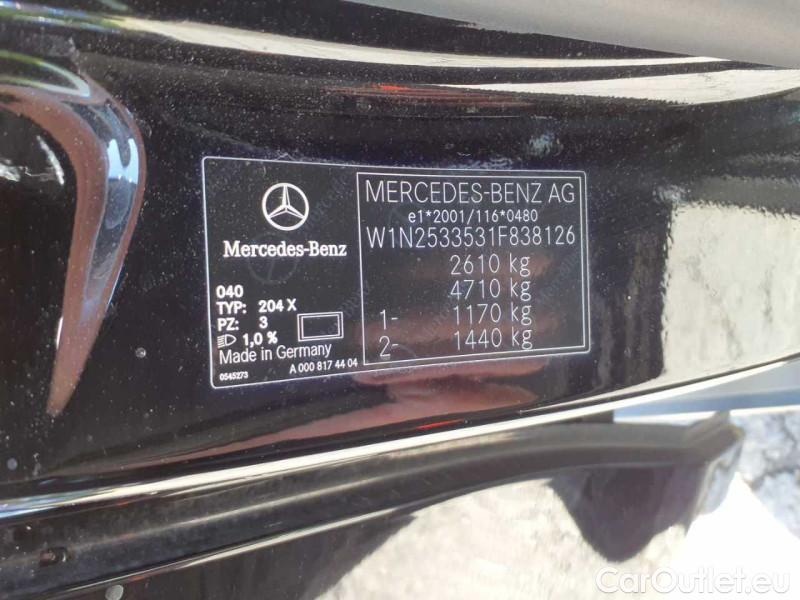 Mercedes-Benz
040
TYP: 204 X
PZ: 3
1,0 %
Made in Germany
0545273
A 000 817 44 04
MERCEDES-BENZ AG
e1*2001/116*0480
W1N2533531F838126
2610 kg
4710 kg
1- 1170 kg
2- 1440 kg
CarOutlet.eu